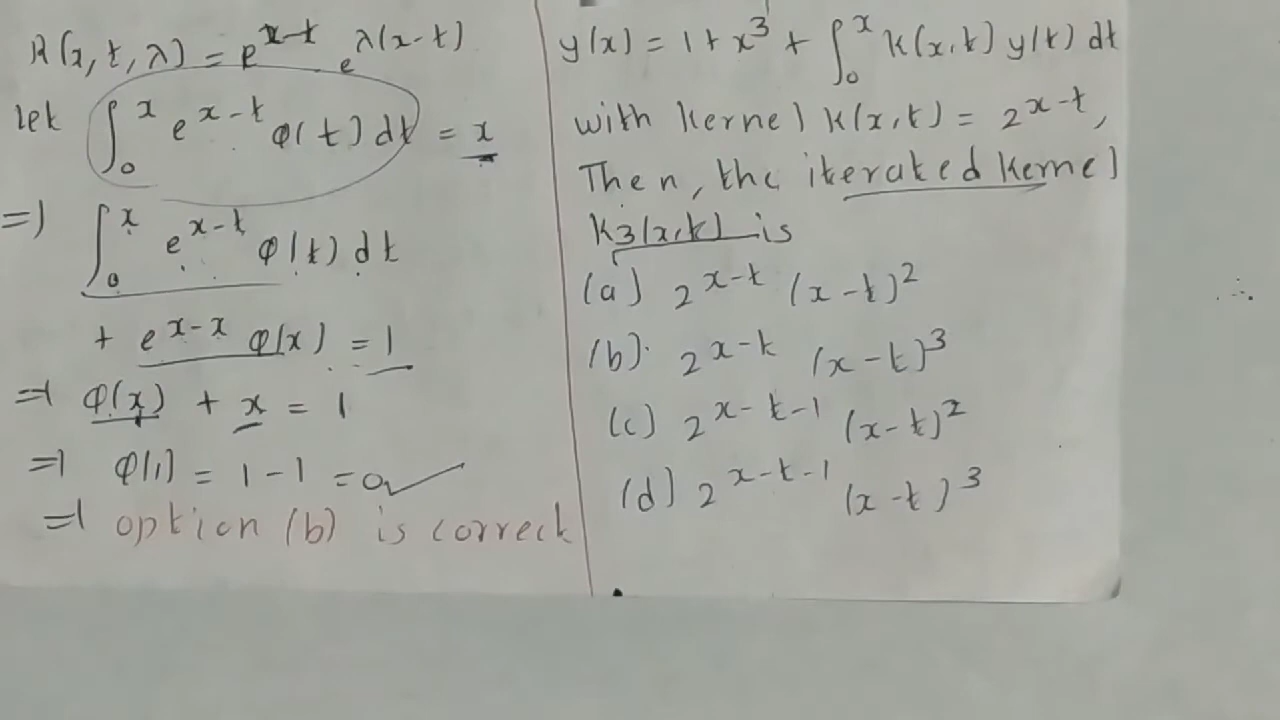 R(x, t, λ) = e^{x-t} e^{λ(x-t)}
let ∫_0^x e^{x-t} φ(t) dt = x
=) ∫_0^x e^{x-t} φ(t) dt
+ e^{x-x} φ(x) = 1
=) φ(x) + x = 1
=) φ(1) = 1 - 1 = 0 ✓
=) option (b) is correct
y(x) = 1 + x^3 + ∫_0^x k(x,t) y(t) dt
with kernel k(x,t) = 2^{x-t},
Then, the iterated kernel
k3(x,t) is
(a) 2^{x-t} (x-t)^2
(b). 2^{x-t} (x-t)^3
(c) 2^{x-t-1} (x-t)^2
(d) 2^{x-t-1} (x-t)^3
∴